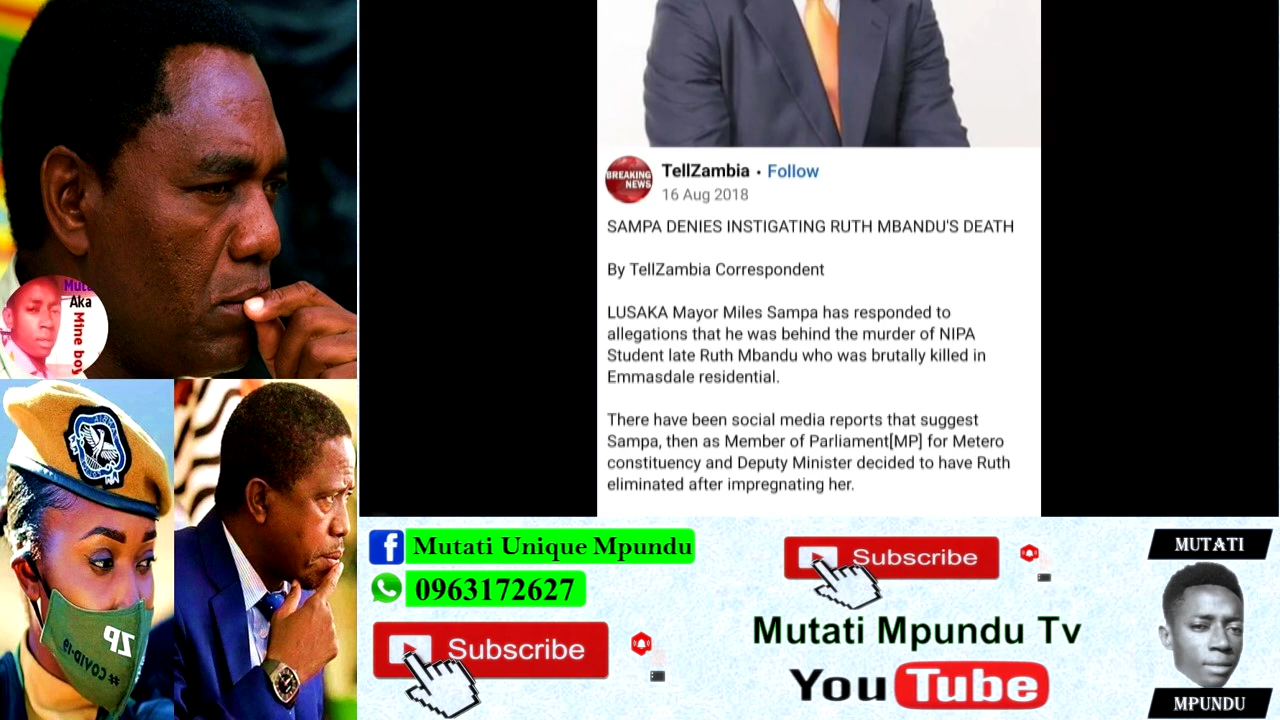 Muta
Aka
Mine boy
ZP
# COVID-19
BREAKING
NEWS
TellZambia · Follow
16 Aug 2018
SAMPA DENIES INSTIGATING RUTH MBANDU'S DEATH
By TellZambia Correspondent
LUSAKA Mayor Miles Sampa has responded to
allegations that he was behind the murder of NIPA
Student late Ruth Mbandu who was brutally killed in
Emmasdale residential.
There have been social media reports that suggest
Sampa, then as Member of Parliament[MP] for Metero
constituency and Deputy Minister decided to have Ruth
eliminated after impregnating her.
Mutati Unique Mpundu
0963172627
Subscribe
Subscribe
Mutati Mpundu Tv
YouTube
MUTATI
MPUNDU